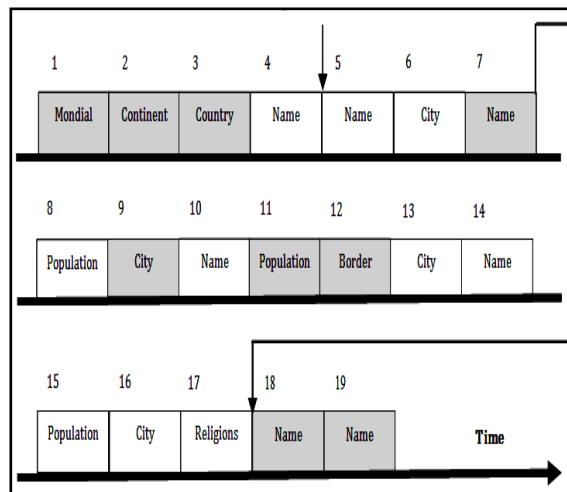 1 2 3 4 5 6 7
Mondial Continent Country Name Name City Name
8 9 10 11 12 13 14
Population City Name Population Border City Name
15 16 17 18 19
Population City Religions Name Name Time